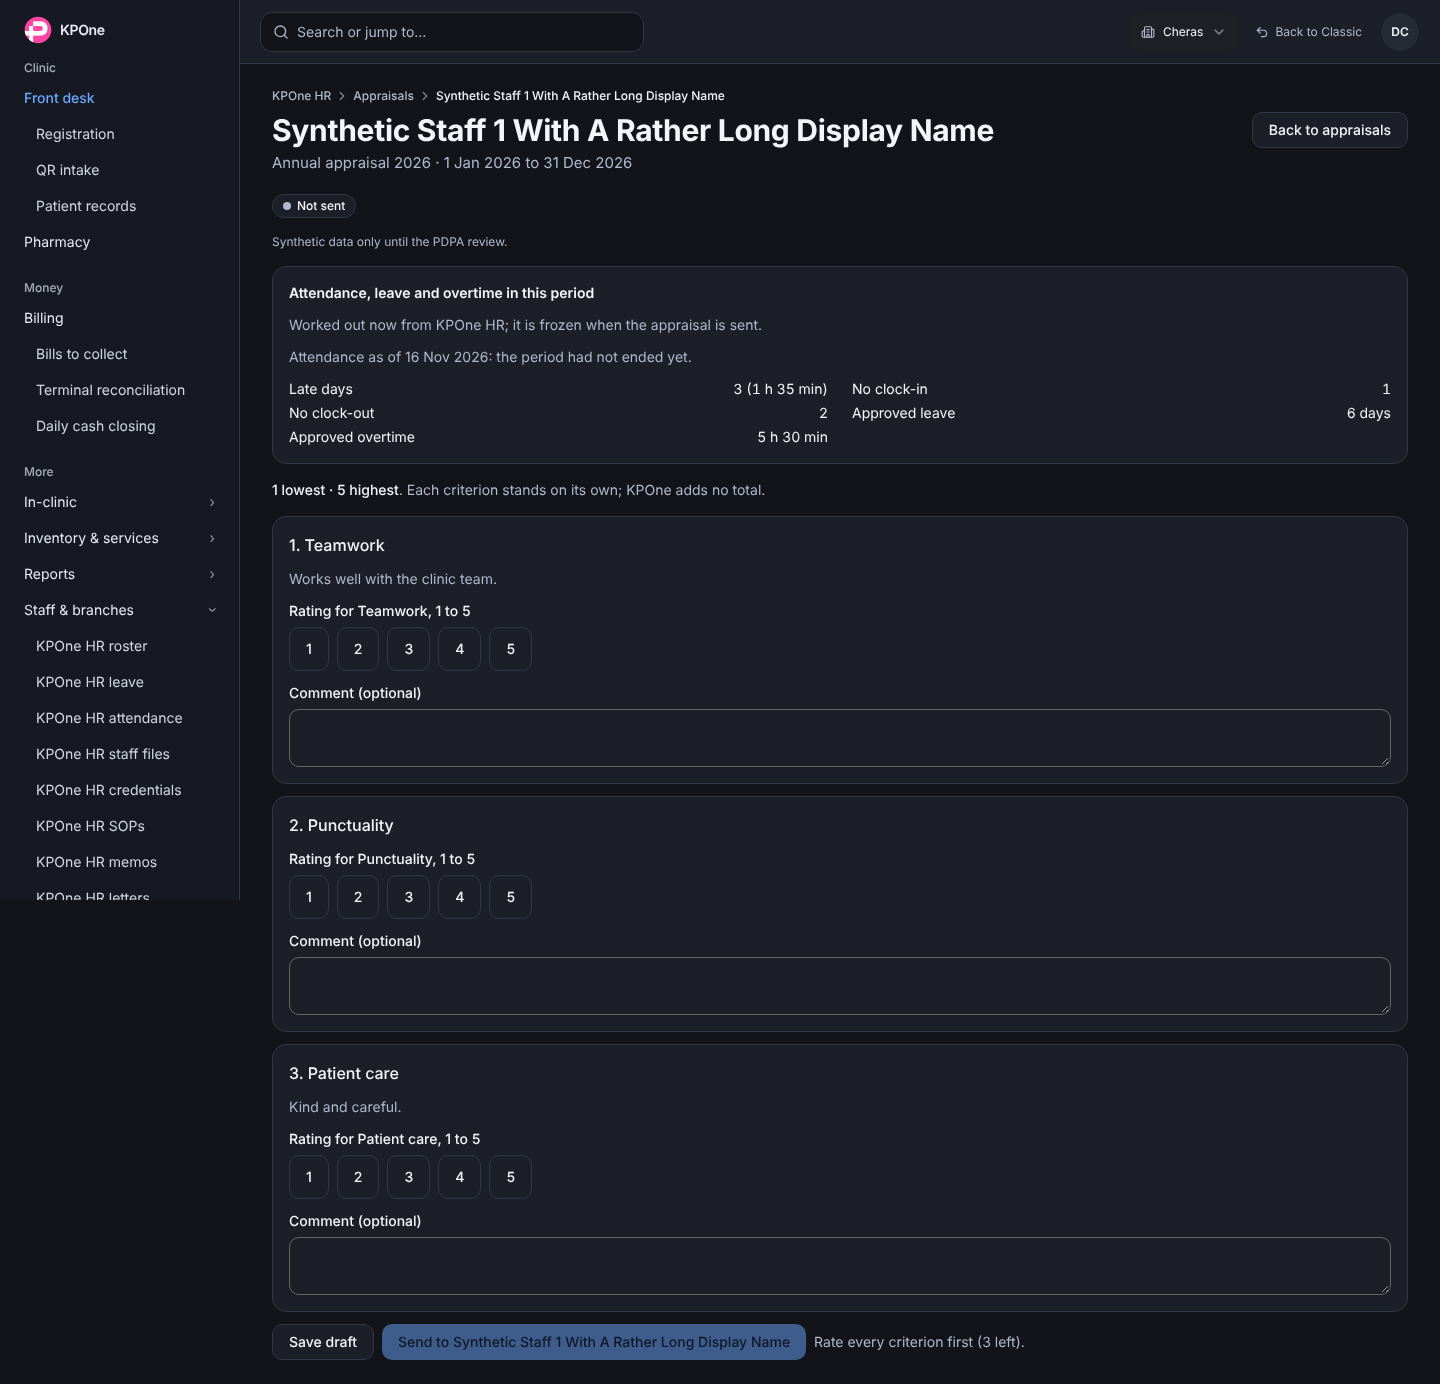 KPOne
Clinic
Front desk
Registration
QR intake
Patient records
Pharmacy
Money
Billing
Bills to collect
Terminal reconciliation
Daily cash closing
More
In-clinic
Inventory & services
Reports
Staff & branches
KPOne HR roster
KPOne HR leave
KPOne HR attendance
KPOne HR staff files
KPOne HR credentials
KPOne HR SOPs
KPOne HR memos
KPOne HR letters
Search or jump to...
Cheras
Back to Classic
DC
KPOne HR > Appraisals > Synthetic Staff 1 With A Rather Long Display Name
Synthetic Staff 1 With A Rather Long Display Name
Back to appraisals
Annual appraisal 2026 · 1 Jan 2026 to 31 Dec 2026
Not sent
Synthetic data only until the PDPA review.
Attendance, leave and overtime in this period
Worked out now from KPOne HR; it is frozen when the appraisal is sent.
Attendance as of 16 Nov 2026: the period had not ended yet.
Late days 3 (1 h 35 min) No clock-in 1
No clock-out 2 Approved leave 6 days
Approved overtime 5 h 30 min
1 lowest · 5 highest. Each criterion stands on its own; KPOne adds no total.
1. Teamwork
Works well with the clinic team.
Rating for Teamwork, 1 to 5
1 2 3 4 5
Comment (optional)
2. Punctuality
Rating for Punctuality, 1 to 5
1 2 3 4 5
Comment (optional)
3. Patient care
Kind and careful.
Rating for Patient care, 1 to 5
1 2 3 4 5
Comment (optional)
Save draft
Send to Synthetic Staff 1 With A Rather Long Display Name
Rate every criterion first (3 left).